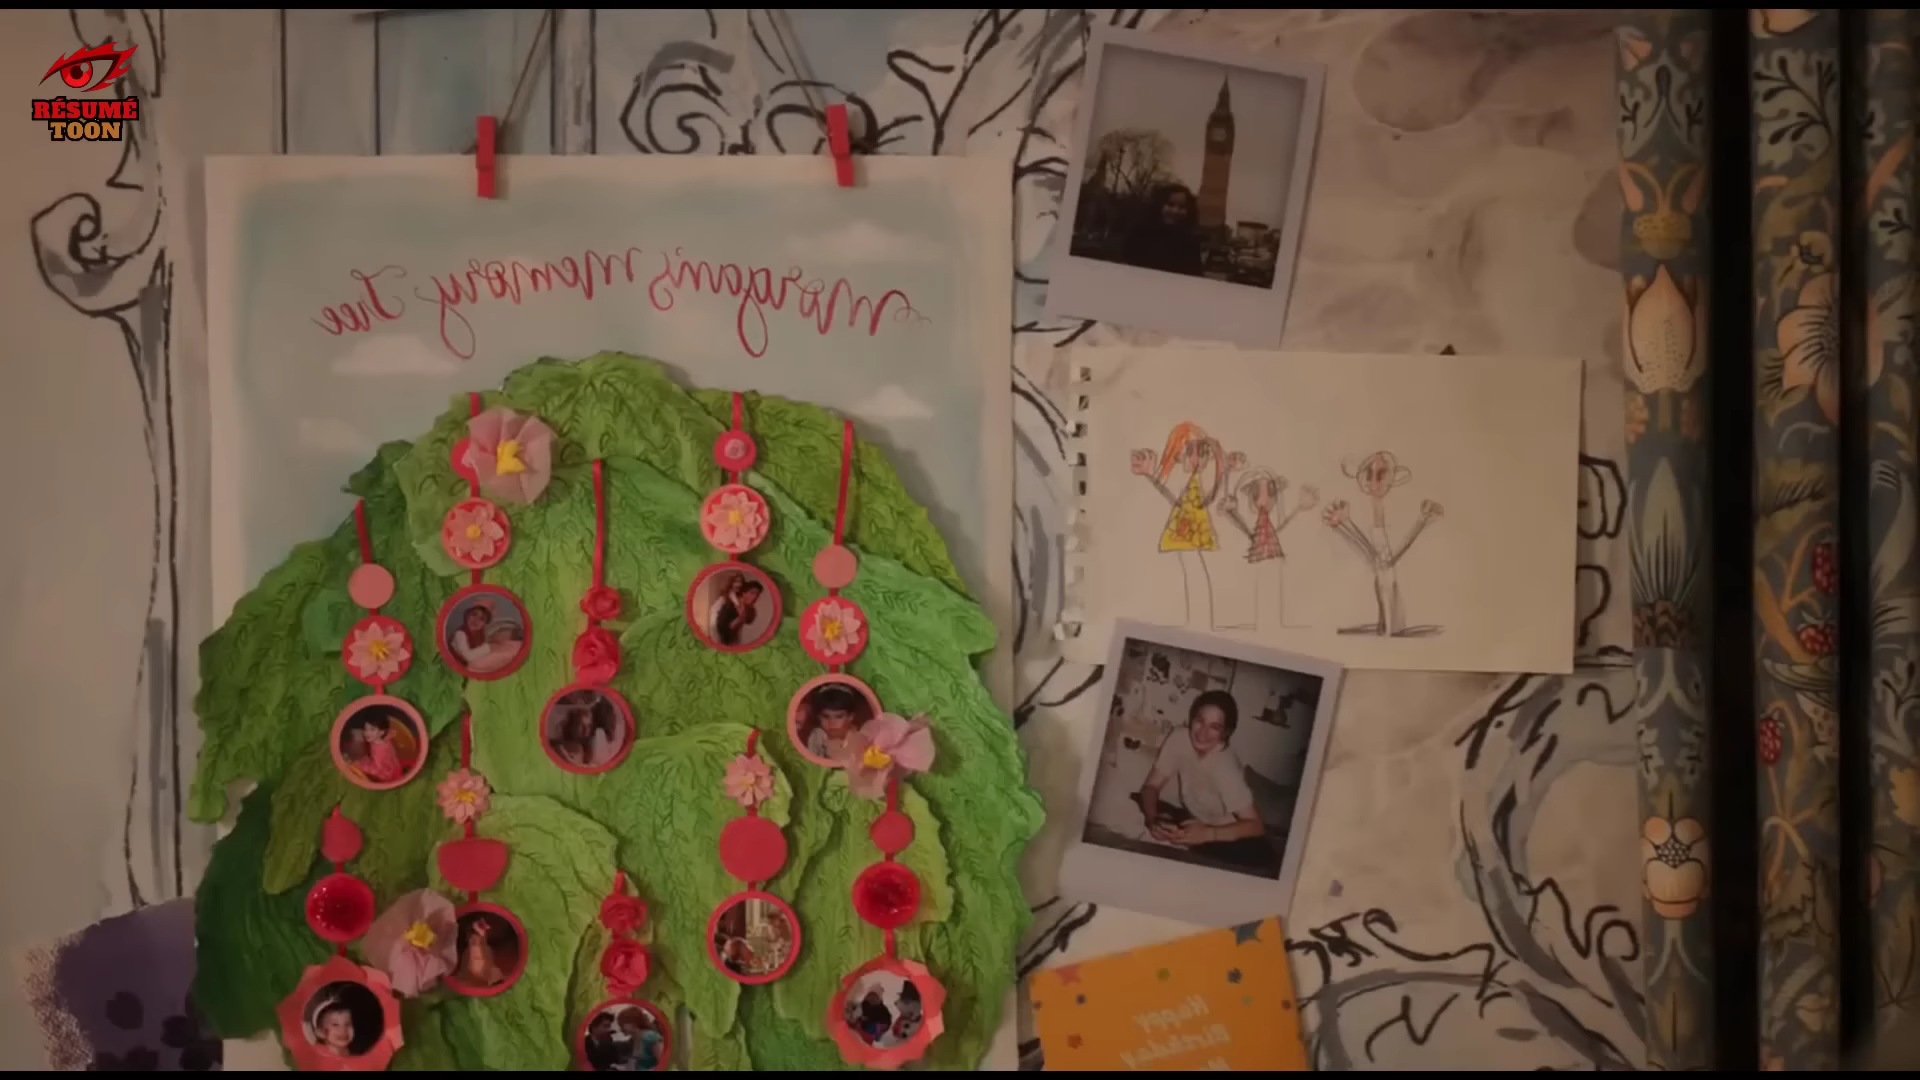 RÉSUMÉ
TOON
Morgan's Memory Tree
Happy
Birthday